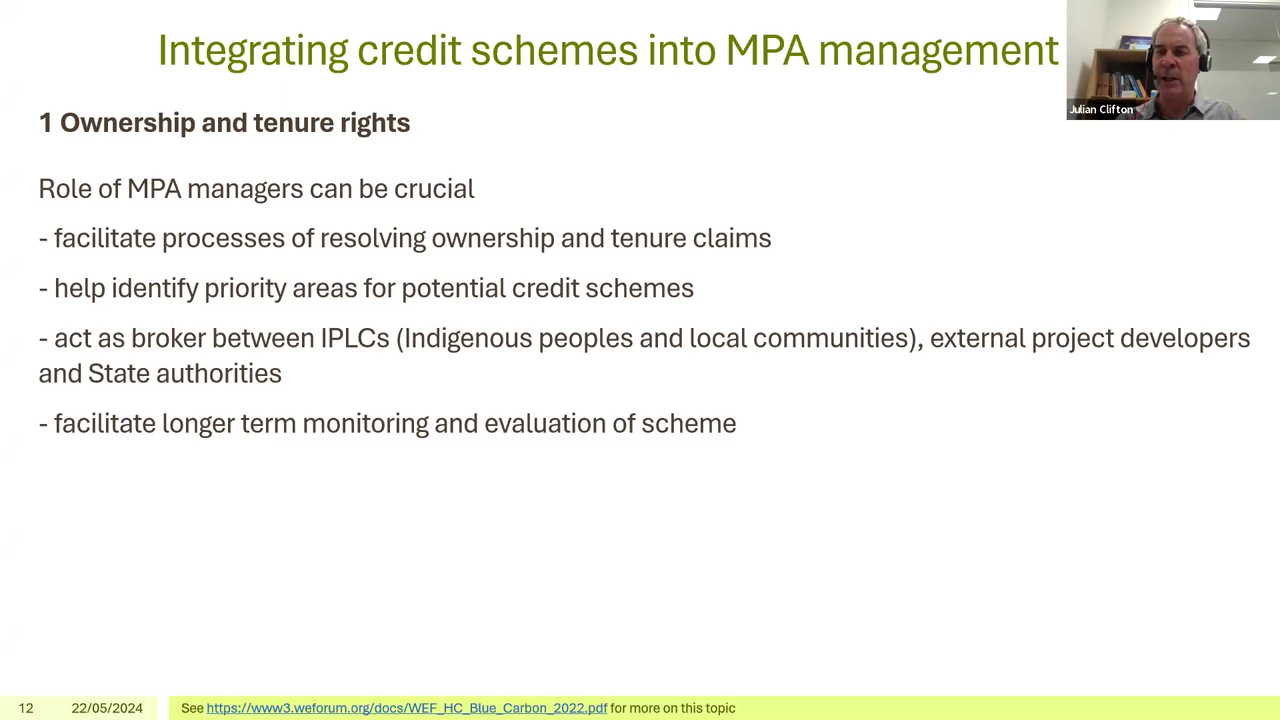 Integrating credit schemes into MPA management
Julian Clifton
1 Ownership and tenure rights
Role of MPA managers can be crucial
- facilitate processes of resolving ownership and tenure claims
- help identify priority areas for potential credit schemes
- act as broker between IPLCs (Indigenous peoples and local communities), external project developers
and State authorities
- facilitate longer term monitoring and evaluation of scheme
12 22/05/2024 See https://www3.weforum.org/docs/WEF_HC_Blue_Carbon_2022.pdf for more on this topic